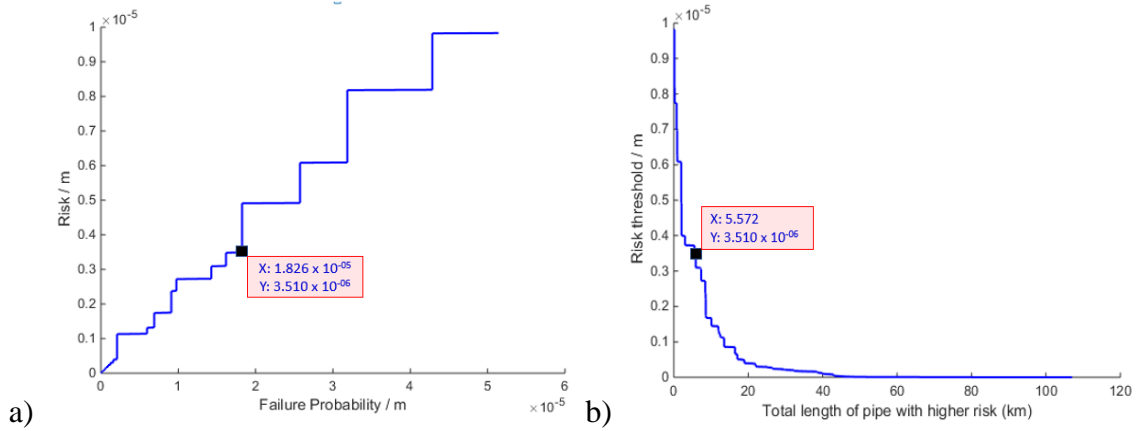 a)
×10⁻⁵
1
0.9
0.8
0.7
0.6
0.5
0.4
0.3
0.2
0.1
0
Risk / m
X: 1.826 x 10⁻⁰⁵
Y: 3.510 x 10⁻⁰⁶
0 1 2 3 4 5 6
Failure Probability / m
×10⁻⁵
b)
×10⁻⁵
1
0.9
0.8
0.7
0.6
0.5
0.4
0.3
0.2
0.1
0
Risk threshold / m
X: 5.572
Y: 3.510 x 10⁻⁰⁶
0 20 40 60 80 100 120
Total length of pipe with higher risk (km)